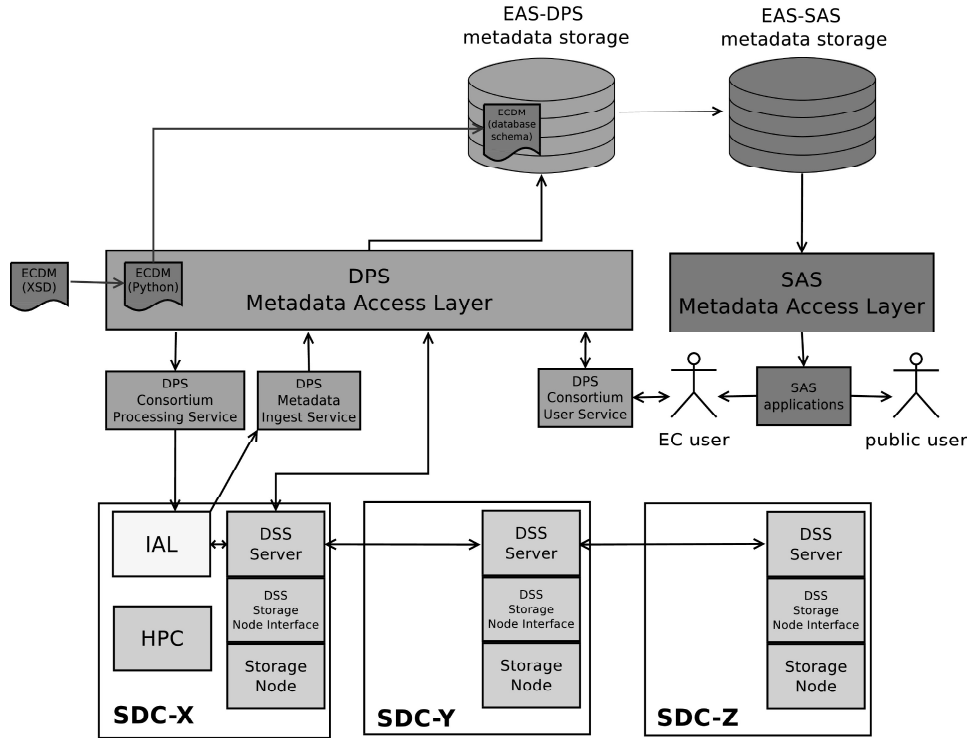 EAS-DPS
metadata storage
EAS-SAS
metadata storage
ECDM
(database
schema)
ECDM
(XSD)
ECDM
(Python)
DPS
Metadata Access Layer
SAS
Metadata Access Layer
DPS
Consortium
Processing Service
DPS
Metadata
Ingest Service
DPS
Consortium
User Service
EC user
SAS
applications
public user
IAL
HPC
DSS
Server
DSS
Storage
Node Interface
Storage
Node
SDC-X
DSS
Server
DSS
Storage
Node Interface
Storage
Node
SDC-Y
DSS
Server
DSS
Storage
Node Interface
Storage
Node
SDC-Z